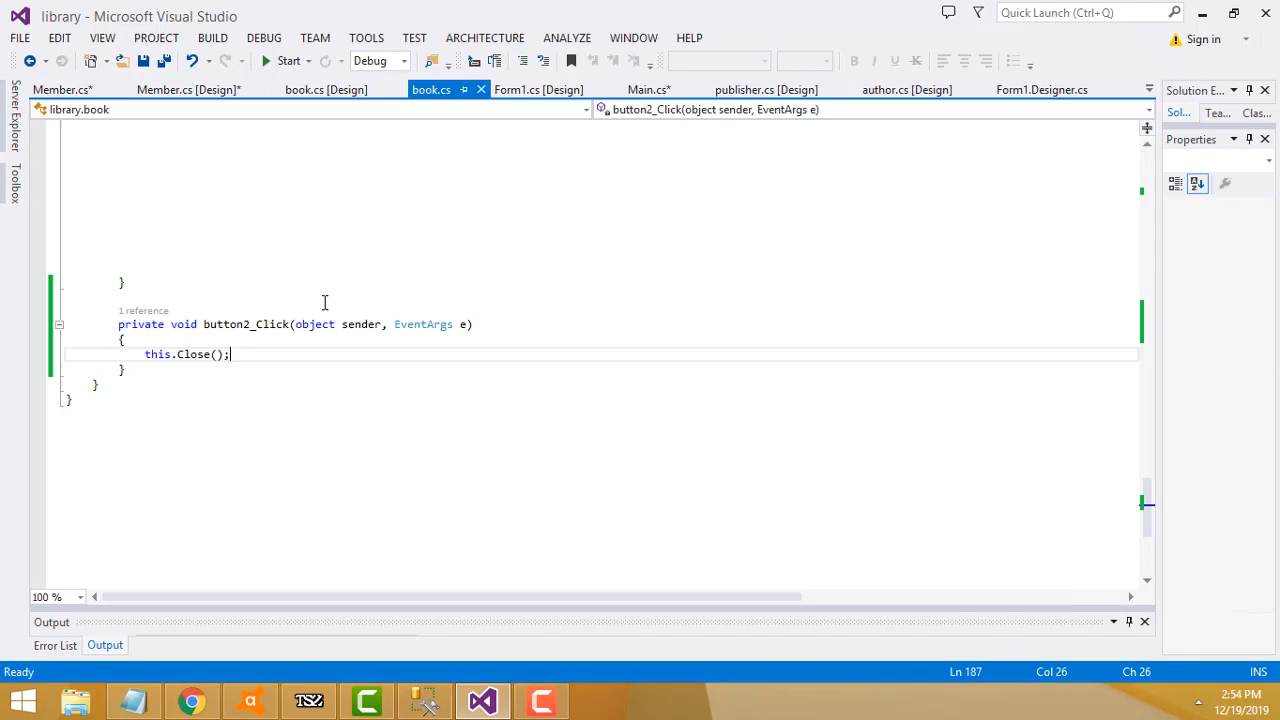 library - Microsoft Visual Studio
Quick Launch (Ctrl+Q)
FILE EDIT VIEW PROJECT BUILD DEBUG TEAM TOOLS TEST ARCHITECTURE ANALYZE WINDOW HELP
Sign in
Start
Debug
B I U
Member.cs* Member.cs [Design]* book.cs [Design] book.cs Form1.cs [Design] Main.cs* publisher.cs [Design] author.cs [Design] Form1.Designer.cs
Solution E...
library.book
button2_Click(object sender, EventArgs e)
Sol... Tea... Clas...
Server Explorer
Toolbox
Properties
}
1 reference
private void button2_Click(object sender, EventArgs e)
{
this.Close();
}
}
}
100 %
Output
Error List Output
Ready
Ln 187
Col 26
Ch 26
INS
TS2
2:54 PM
12/19/2019